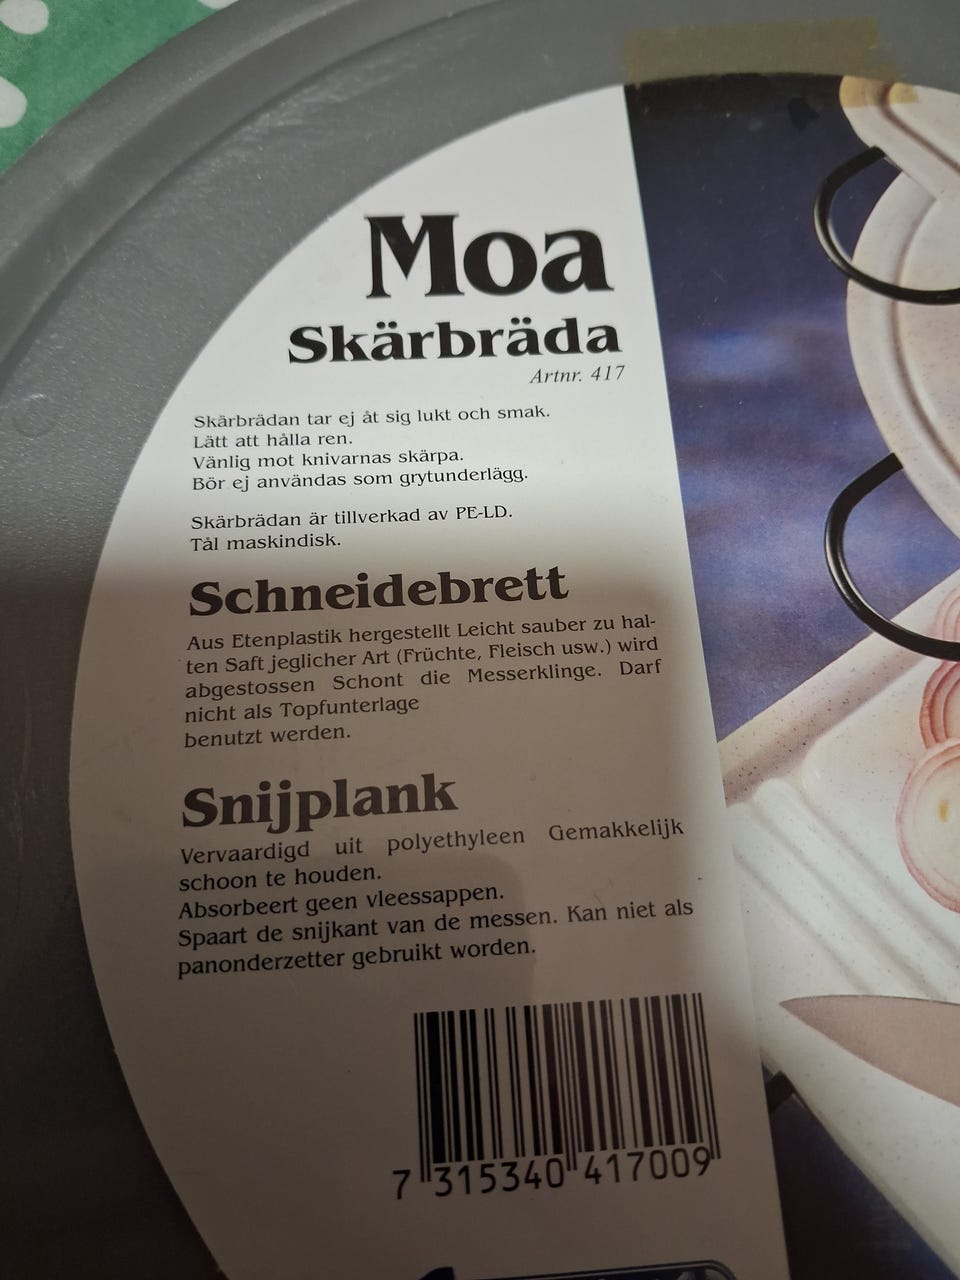 Moa
Skärbräda
Artnr. 417
Skärbrädan tar ej åt sig lukt och smak.
Lätt att hålla ren.
Vänlig mot knivarnas skärpa.
Bör ej användas som grytunderlägg.
Skärbrädan är tillverkad av PE-LD.
Tål maskindisk.
Schneidebrett
Aus Etenplastik hergestellt Leicht sauber zu hal-
ten Saft jeglicher Art (Früchte, Fleisch usw.) wird
abgestossen Schont die Messerklinge. Darf
nicht als Topfunterlage
benutzt werden.
Snijplank
Vervaardigd uit polyethyleen Gemakkelijk
schoon te houden.
Absorbeert geen vleessappen.
Spaart de snijkant van de messen. Kan niet als
panonderzetter gebruikt worden.
7 315340 417009